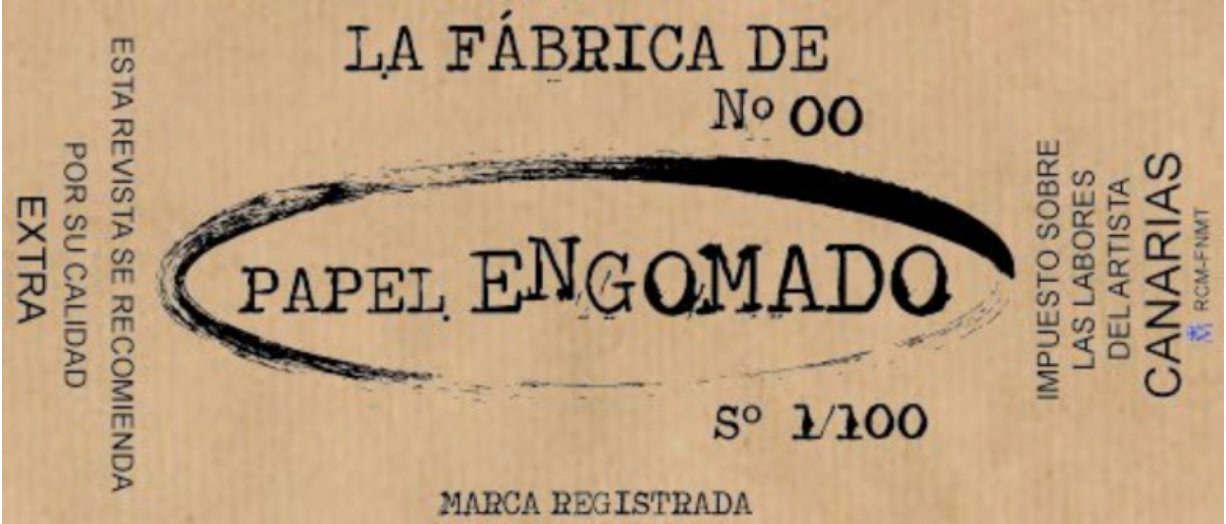 LA FÁBRICA DE
Nº 00
PAPEL ENGOMADO
Sº 1/100
MARCA REGISTRADA
ESTA REVISTA SE RECOMIENDA
POR SU CALIDAD
EXTRA
IMPUESTO SOBRE
LAS LABORES
DEL ARTISTA
CANARIAS
RCM-FNMT